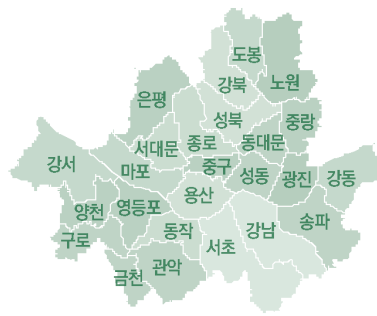 도봉
강북
노원
은평
성북
중랑
서대문
종로
동대문
강서
마포
중구
성동
광진
강동
용산
양천
영등포
송파
동작
강남
구로
서초
관악
금천